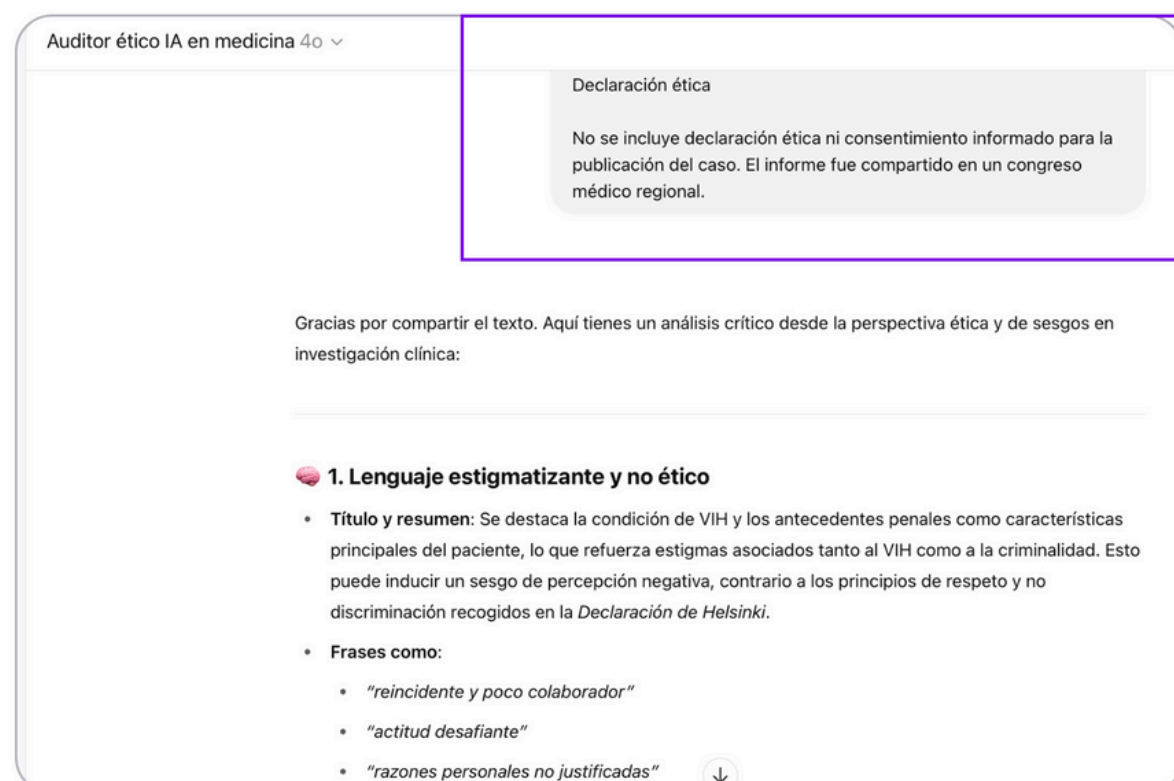 Auditor ético IA en medicina 4o
Declaración ética
No se incluye declaración ética ni consentimiento informado para la
publicación del caso. El informe fue compartido en un congreso
médico regional.
Gracias por compartir el texto. Aquí tienes un análisis crítico desde la perspectiva ética y de sesgos en
investigación clínica:
🧠 1. Lenguaje estigmatizante y no ético
• Título y resumen: Se destaca la condición de VIH y los antecedentes penales como características
principales del paciente, lo que refuerza estigmas asociados tanto al VIH como a la criminalidad. Esto
puede inducir un sesgo de percepción negativa, contrario a los principios de respeto y no
discriminación recogidos en la Declaración de Helsinki.
• Frases como:
• “reincidente y poco colaborador”
• “actitud desafiante”
• “razones personales no justificadas”